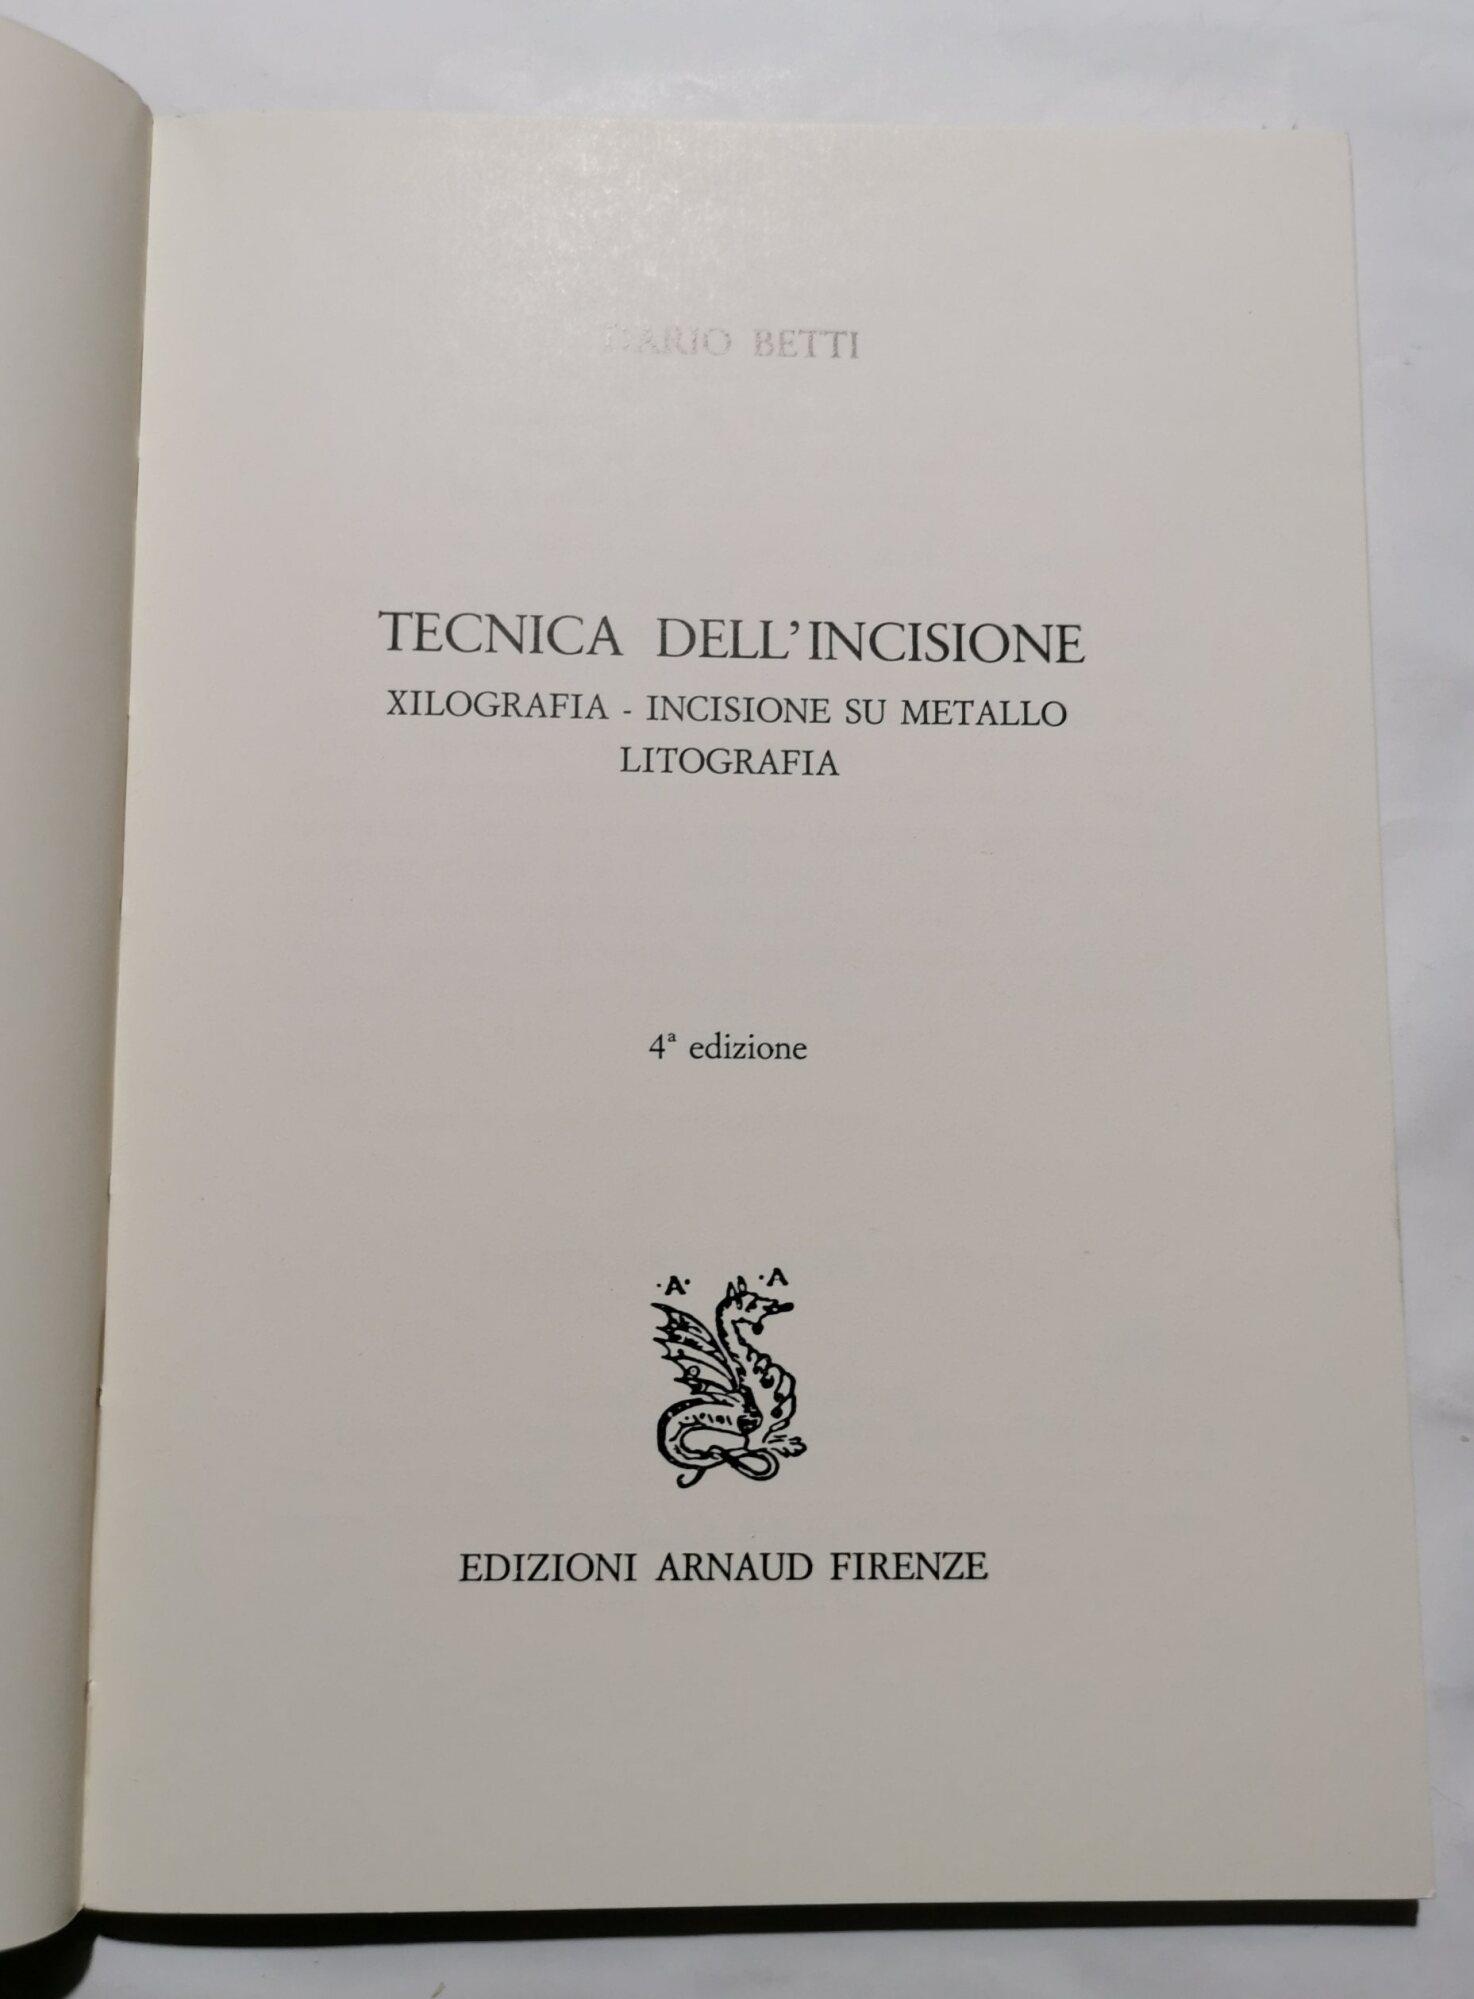 DARIO BETTI
TECNICA DELL'INCISIONE
XILOGRAFIA - INCISIONE SU METALLO
LITOGRAFIA
4ª edizione
·A· ·A
EDIZIONI ARNAUD FIRENZE